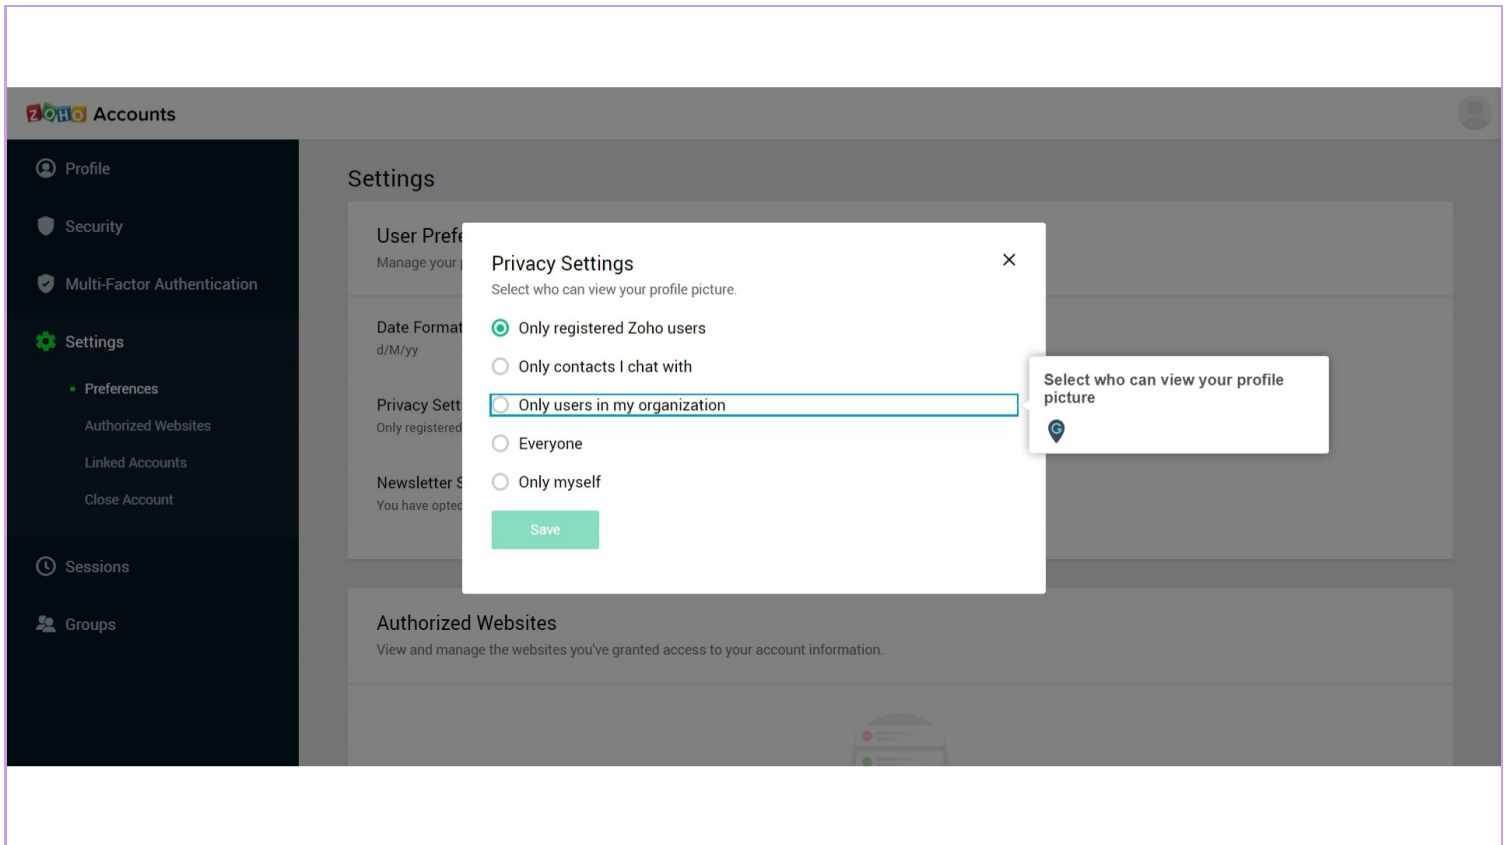 ZOHO Accounts
Profile
Security
Multi-Factor Authentication
Settings
Preferences
Authorized Websites
Linked Accounts
Close Account
Sessions
Groups
Settings
User Prefe
Manage your
Date Format
d/M/yy
Privacy Sett
Only registered
Newsletter S
You have opted
Privacy Settings
Select who can view your profile picture.
Only registered Zoho users
Only contacts I chat with
Only users in my organization
Everyone
Only myself
Save
Select who can view your profile
picture
G
Authorized Websites
View and manage the websites you've granted access to your account information.